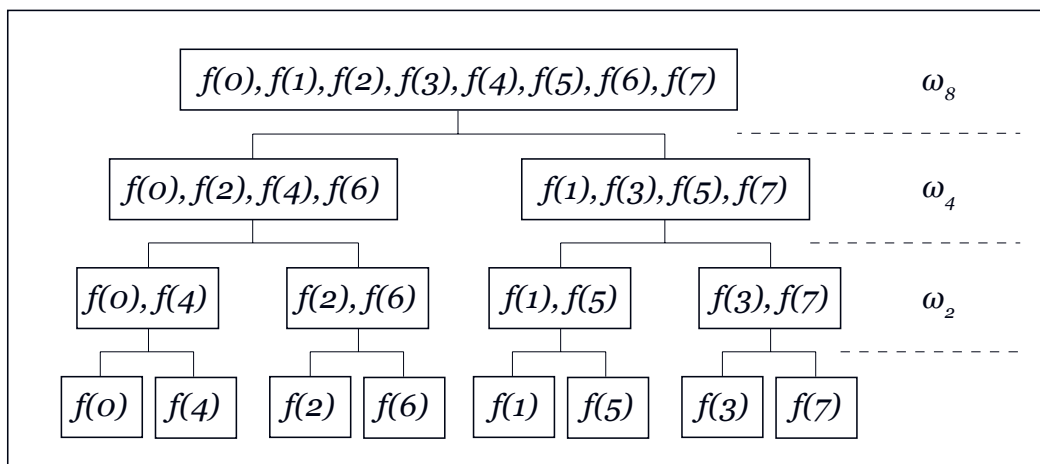 f(0), f(1), f(2), f(3), f(4), f(5), f(6), f(7) ω₈
f(0), f(2), f(4), f(6) f(1), f(3), f(5), f(7) ω₄
f(0), f(4) f(2), f(6) f(1), f(5) f(3), f(7) ω₂
f(0) f(4) f(2) f(6) f(1) f(5) f(3) f(7)